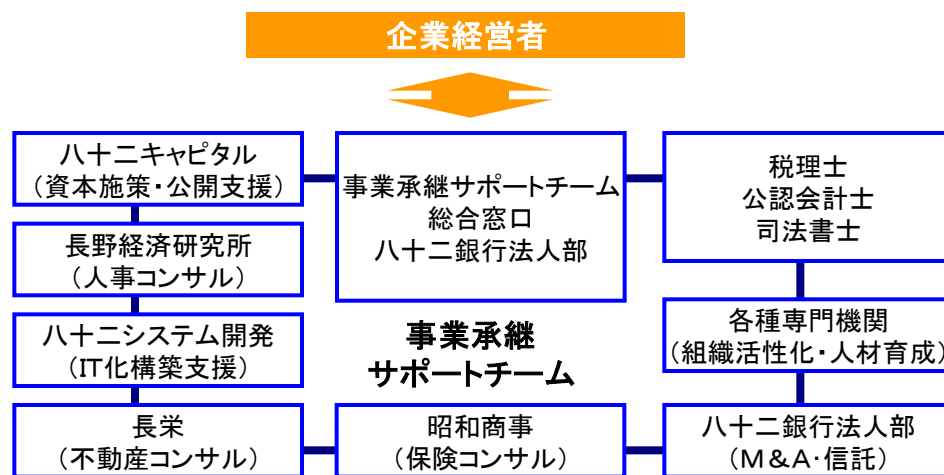 企業経営者
八十二キャピタル
（資本施策・公開支援）
事業承継サポートチーム
総合窓口
八十二銀行法人部
税理士
公認会計士
司法書士
長野経済研究所
（人事コンサル）
八十二システム開発
（IT化構築支援）
事業承継
サポートチーム
各種専門機関
（組織活性化・人材育成）
長栄
（不動産コンサル）
昭和商事
（保険コンサル）
八十二銀行法人部
（Ｍ＆Ａ・信託）